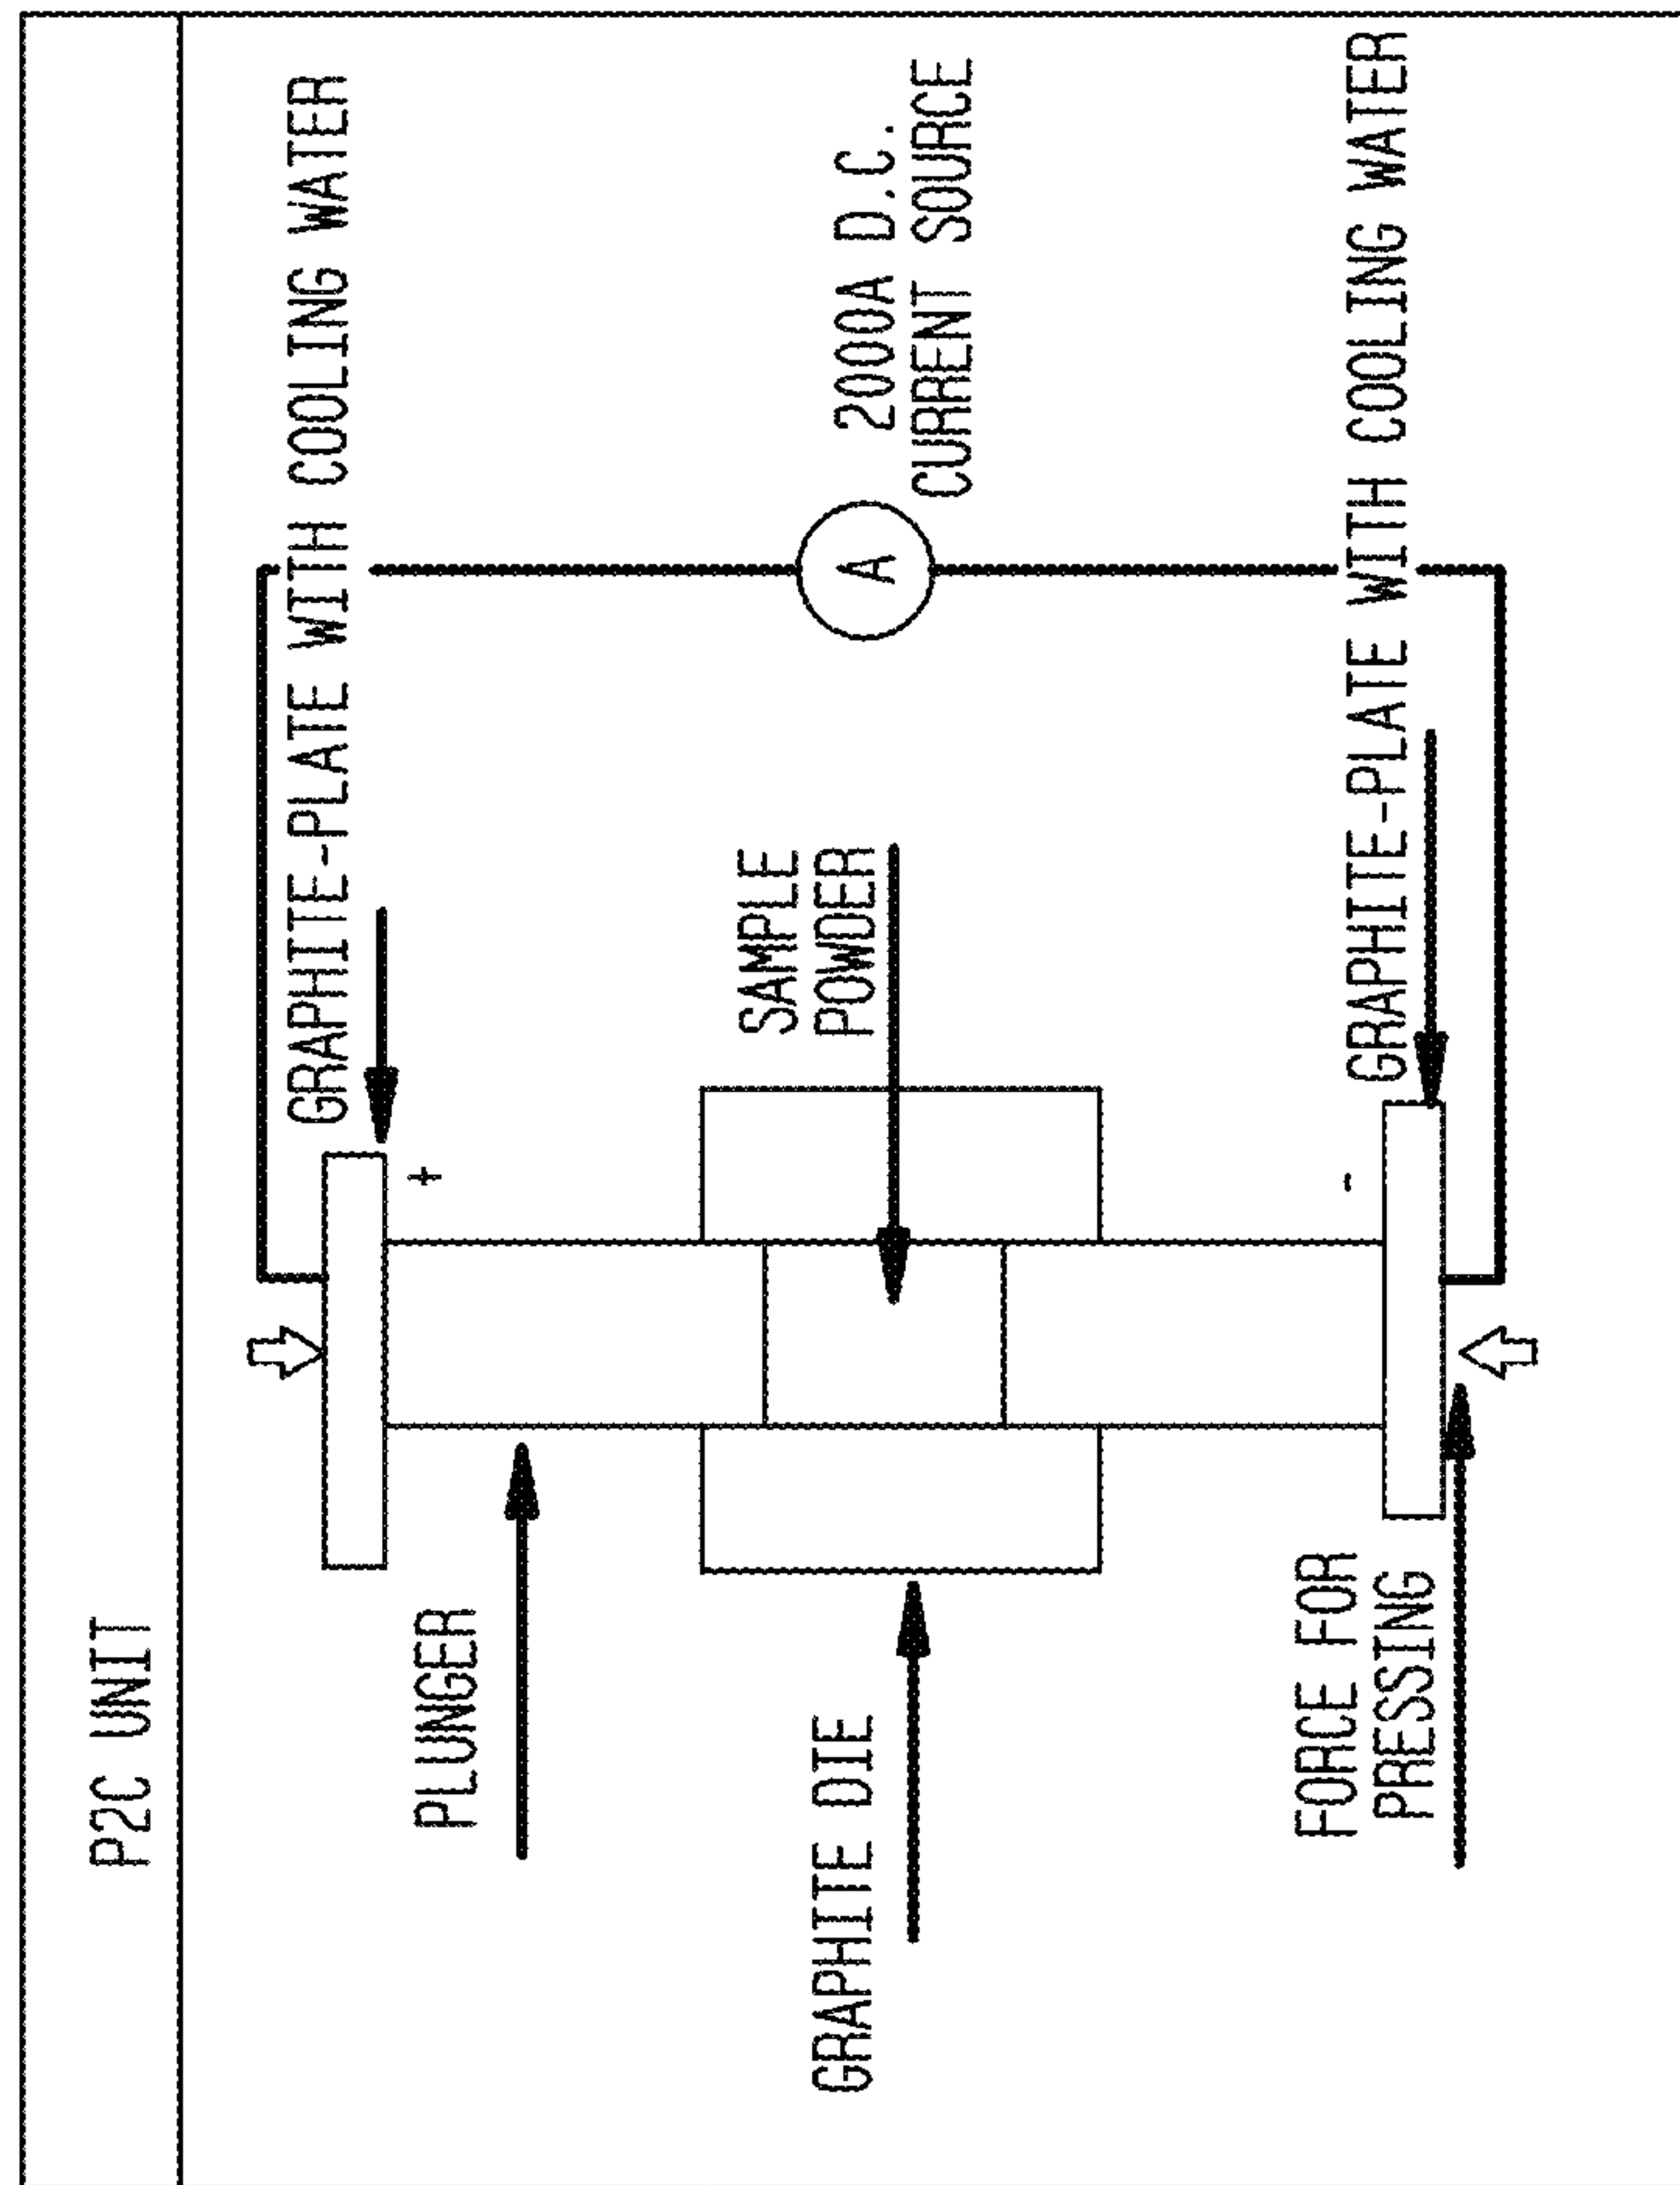 P2C UNIT
GRAPHITE-PLATE WITH COOLING WATER
+
PLUNGER
SAMPLE
POWDER
2000A D.C.
CURRENT SOURCE
A
GRAPHITE DIE
GRAPHITE-PLATE WITH COOLING WATER
-
FORCE FOR
PRESSING